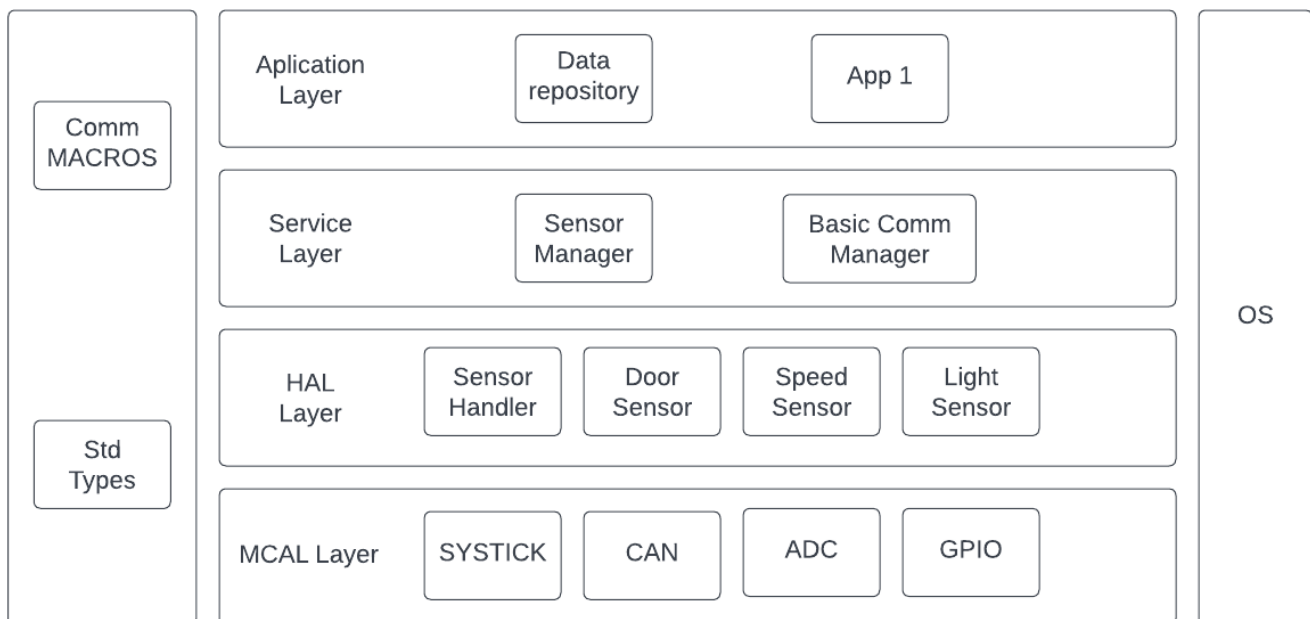 Comm
MACROS
Std
Types
Aplication
Layer
Data
repository
App 1
Service
Layer
Sensor
Manager
Basic Comm
Manager
HAL
Layer
Sensor
Handler
Door
Sensor
Speed
Sensor
Light
Sensor
MCAL Layer
SYSTICK
CAN
ADC
GPIO
OS